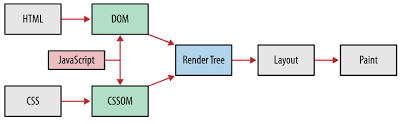 HTML
DOM
JavaScript
Render Tree
Layout
Paint
CSS
CSSOM